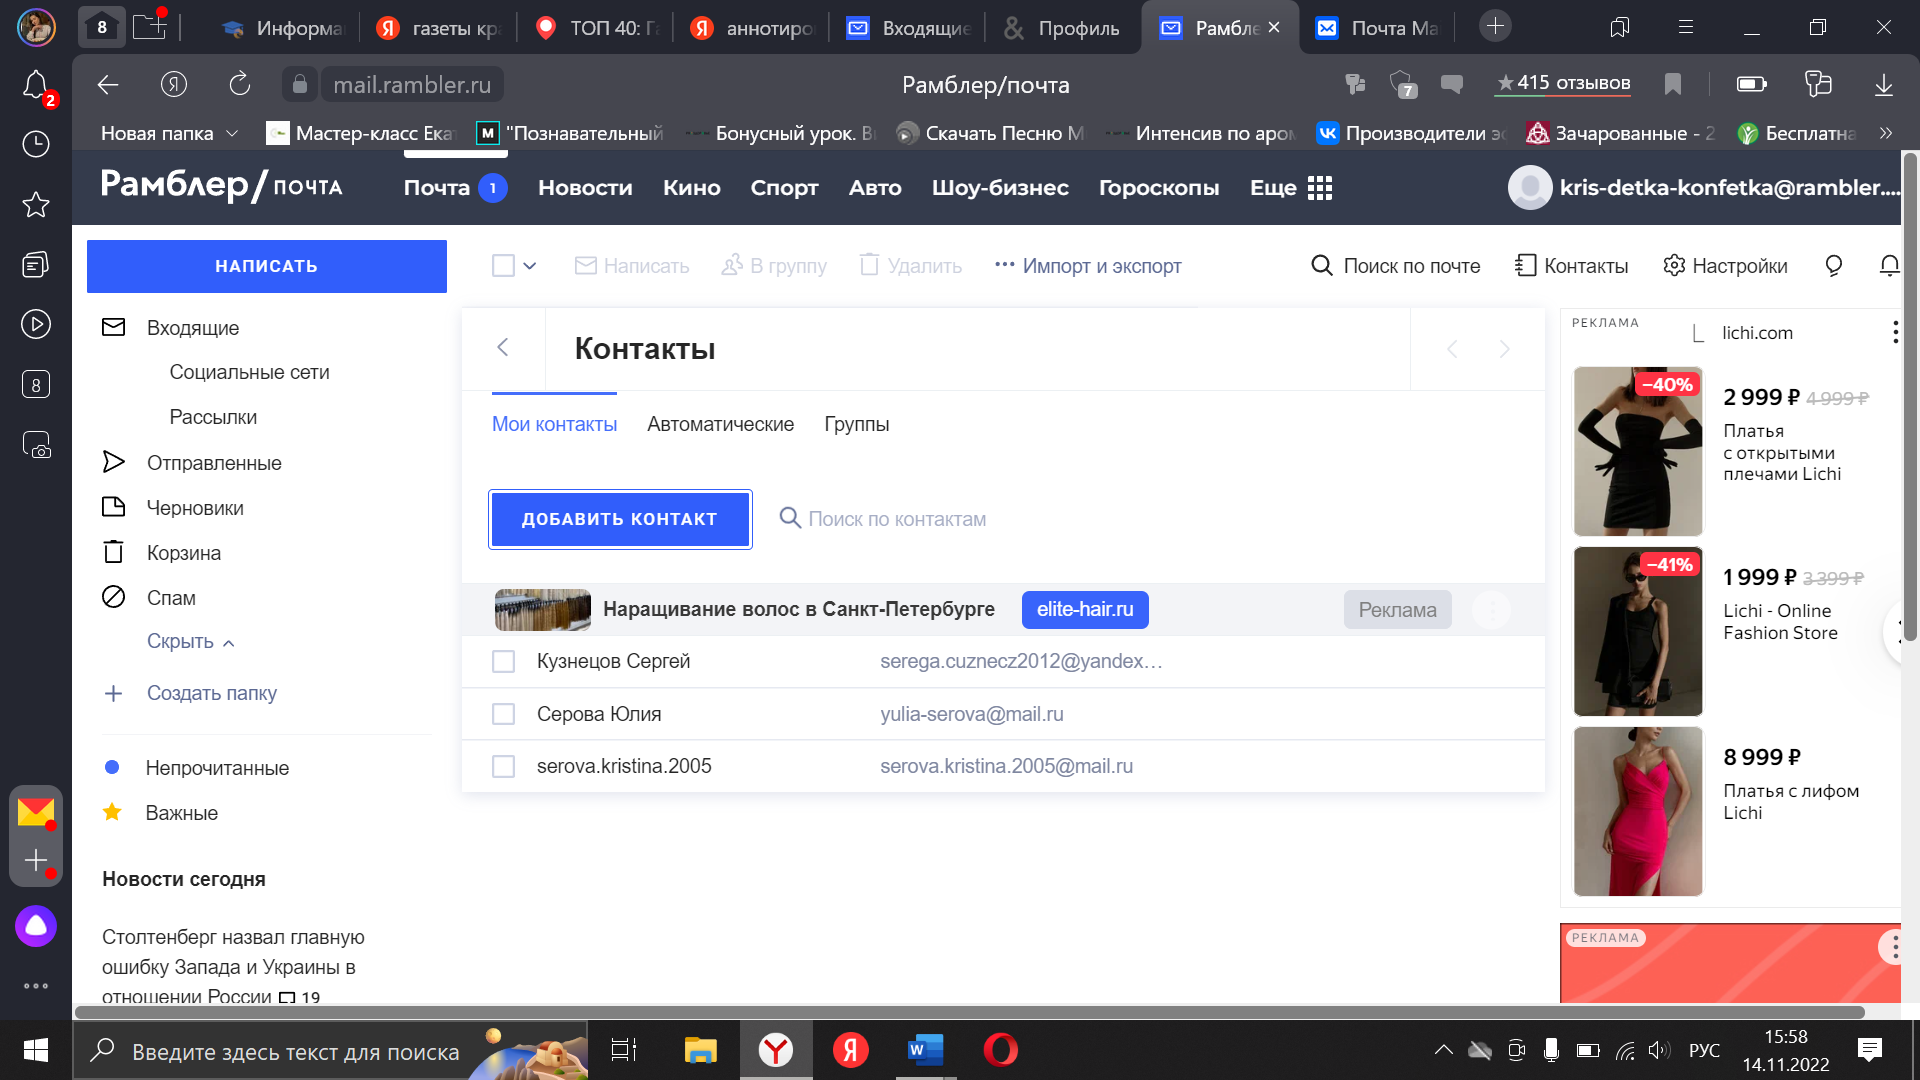 8
Информа
газеты кра
ТОП 40: Га
аннотиро
Входящие
Профиль
Рамбле
Почта Ma
mail.rambler.ru
Рамблер/почта
7
★415 отзывов
2
Новая папка
Мастер-класс Екат
"Познавательный
Бонусный урок. Ви
Скачать Песню М
Интенсив по аром
Производители эф
Зачарованные - 2
Бесплатна
Рамблер/ПОЧТА
Почта 1
Новости
Кино
Спорт
Авто
Шоу-бизнес
Гороскопы
Еще
kris-detka-konfetka@rambler....
НАПИСАТЬ
Написать
В группу
Удалить
Импорт и экспорт
Поиск по почте
Контакты
Настройки
Входящие
Социальные сети
Рассылки
Отправленные
Черновики
Корзина
Спам
Скрыть
Создать папку
Непрочитанные
Важные
Новости сегодня
Столтенберг назвал главную
ошибку Запада и Украины в
отношении России 19
8
Контакты
Мои контакты
Автоматические
Группы
ДОБАВИТЬ КОНТАКТ
Поиск по контактам
Наращивание волос в Санкт-Петербурге
elite-hair.ru
Реклама
Кузнецов Сергей
serega.cuznecz2012@yandex…
Серова Юлия
yulia-serova@mail.ru
serova.kristina.2005
serova.kristina.2005@mail.ru
РЕКЛАМА
L
lichi.com
−40%
2 999 ₽ 4 999 ₽
Платья
с открытыми
плечами Lichi
−41%
1 999 ₽ 3 399 ₽
Lichi - Online
Fashion Store
8 999 ₽
Платья с лифом
Lichi
РЕКЛАМА
Введите здесь текст для поиска
РУС
15:58
14.11.2022